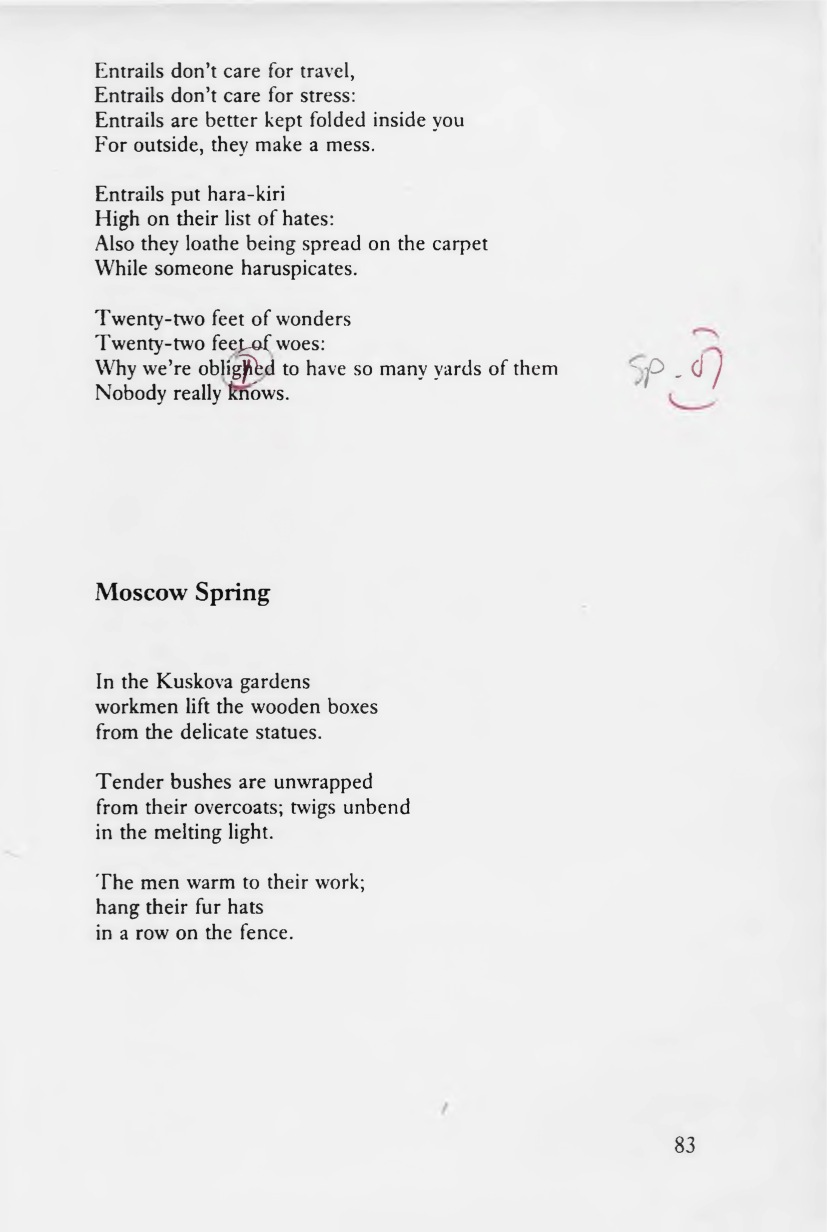 Entrails don't care for travel,
Entrails don't care for stress:
Entrails are better kept folded inside you
For outside, they make a mess.

Entrails put hara-kiri
High on their list of hates:
Also they loathe being spread on the carpet
While someone haruspicates.

Twenty-two feet of wonders
Twenty-two feet of woes:
Why we're oblighed to have so many yards of them
Nobody really knows.
sp -

Moscow Spring

In the Kuskova gardens
workmen lift the wooden boxes
from the delicate statues.

Tender bushes are unwrapped
from their overcoats; twigs unbend
in the melting light.

The men warm to their work;
hang their fur hats
in a row on the fence.

83